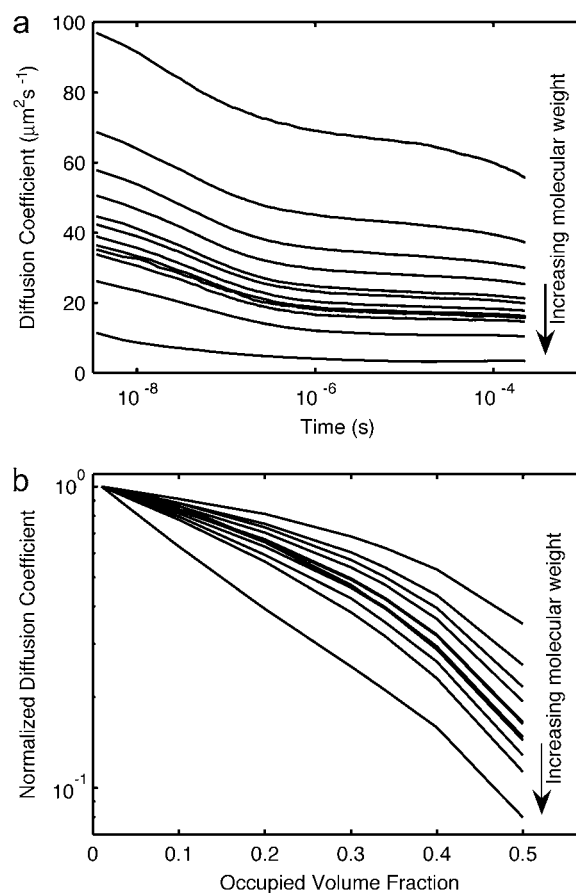 a
100
80
60
40
20
0
Diffusion Coefficient (μm²s⁻¹)
10⁻⁸
10⁻⁶
10⁻⁴
Time (s)
Increasing molecular weight
b
10⁰
10⁻¹
Normalized Diffusion Coefficient
0
0.1
0.2
0.3
0.4
0.5
Occupied Volume Fraction
Increasing molecular weight